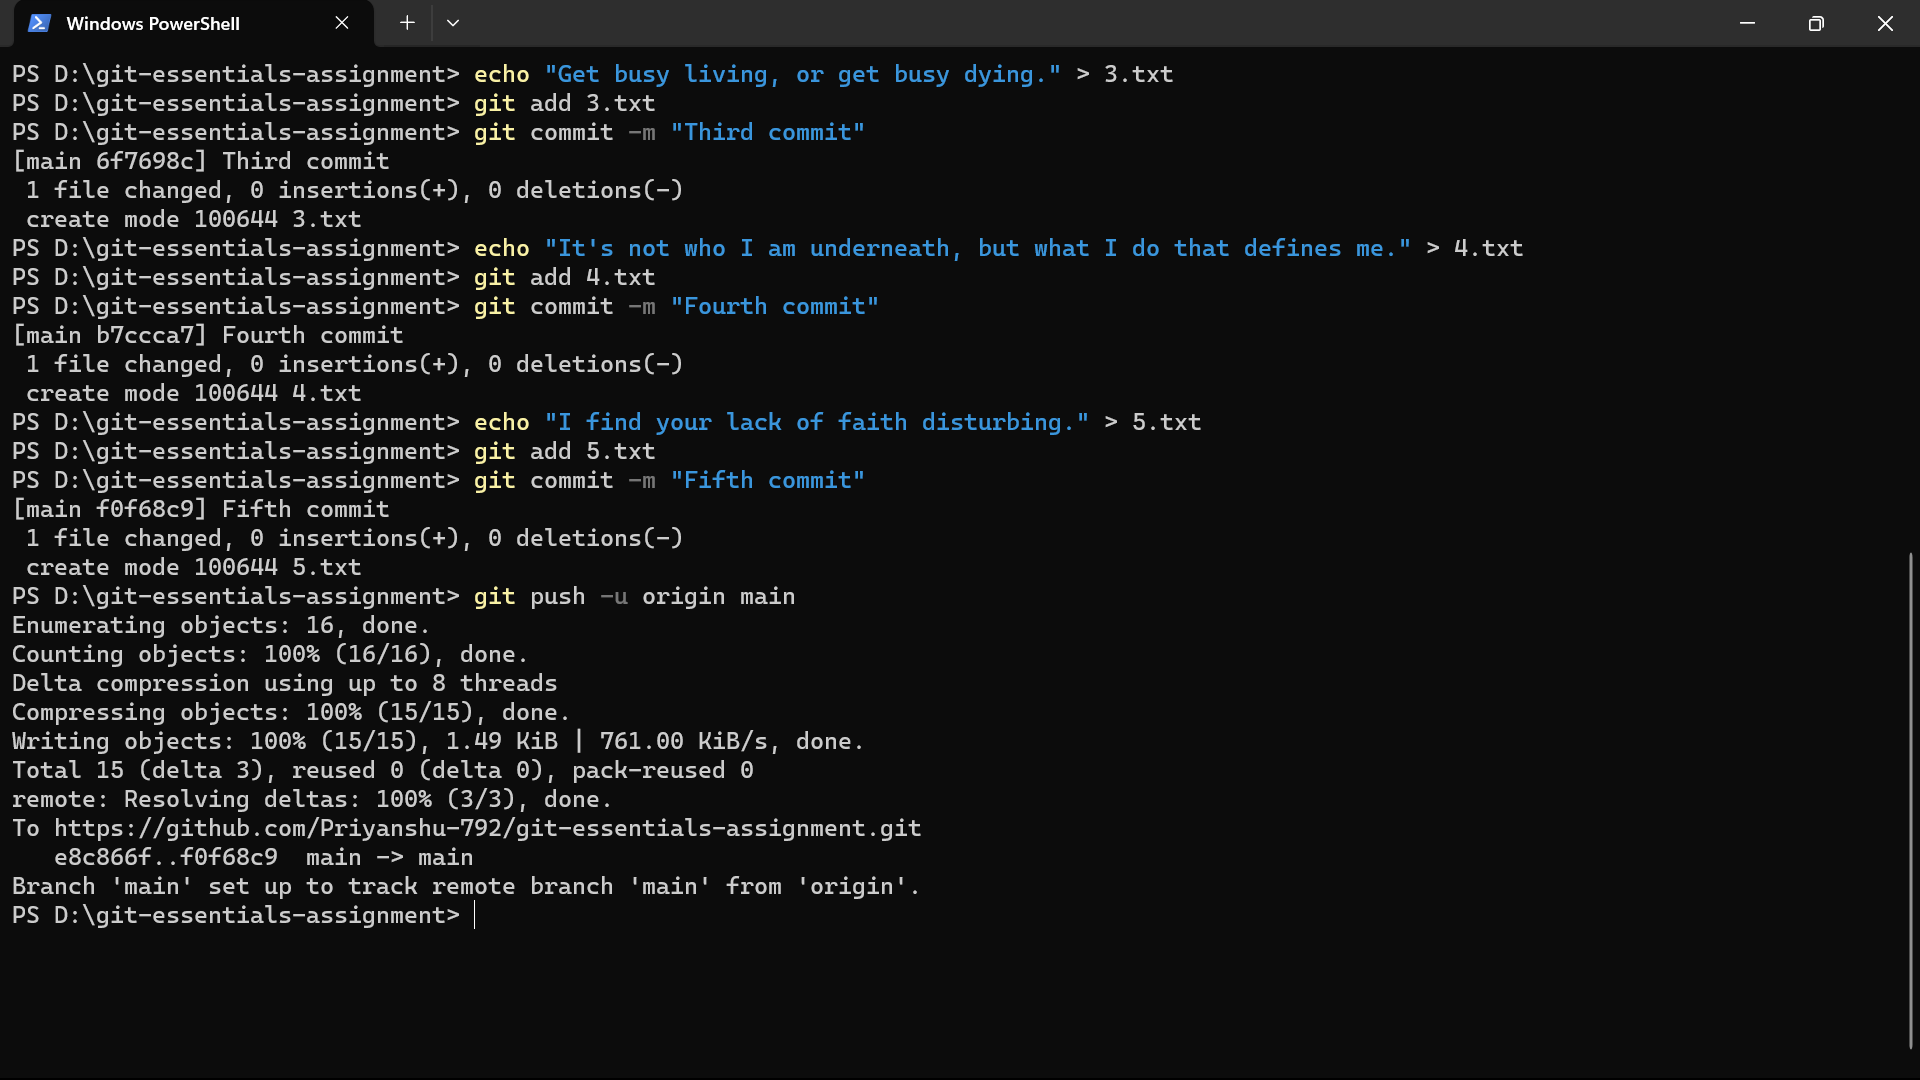 Windows PowerShell
PS D:\git-essentials-assignment> echo "Get busy living, or get busy dying." > 3.txt
PS D:\git-essentials-assignment> git add 3.txt
PS D:\git-essentials-assignment> git commit -m "Third commit"
[main 6f7698c] Third commit
 1 file changed, 0 insertions(+), 0 deletions(-)
 create mode 100644 3.txt
PS D:\git-essentials-assignment> echo "It's not who I am underneath, but what I do that defines me." > 4.txt
PS D:\git-essentials-assignment> git add 4.txt
PS D:\git-essentials-assignment> git commit -m "Fourth commit"
[main b7ccca7] Fourth commit
 1 file changed, 0 insertions(+), 0 deletions(-)
 create mode 100644 4.txt
PS D:\git-essentials-assignment> echo "I find your lack of faith disturbing." > 5.txt
PS D:\git-essentials-assignment> git add 5.txt
PS D:\git-essentials-assignment> git commit -m "Fifth commit"
[main f0f68c9] Fifth commit
 1 file changed, 0 insertions(+), 0 deletions(-)
 create mode 100644 5.txt
PS D:\git-essentials-assignment> git push -u origin main
Enumerating objects: 16, done.
Counting objects: 100% (16/16), done.
Delta compression using up to 8 threads
Compressing objects: 100% (15/15), done.
Writing objects: 100% (15/15), 1.49 KiB | 761.00 KiB/s, done.
Total 15 (delta 3), reused 0 (delta 0), pack-reused 0
remote: Resolving deltas: 100% (3/3), done.
To https://github.com/Priyanshu-792/git-essentials-assignment.git
   e8c866f..f0f68c9  main -> main
Branch 'main' set up to track remote branch 'main' from 'origin'.
PS D:\git-essentials-assignment>